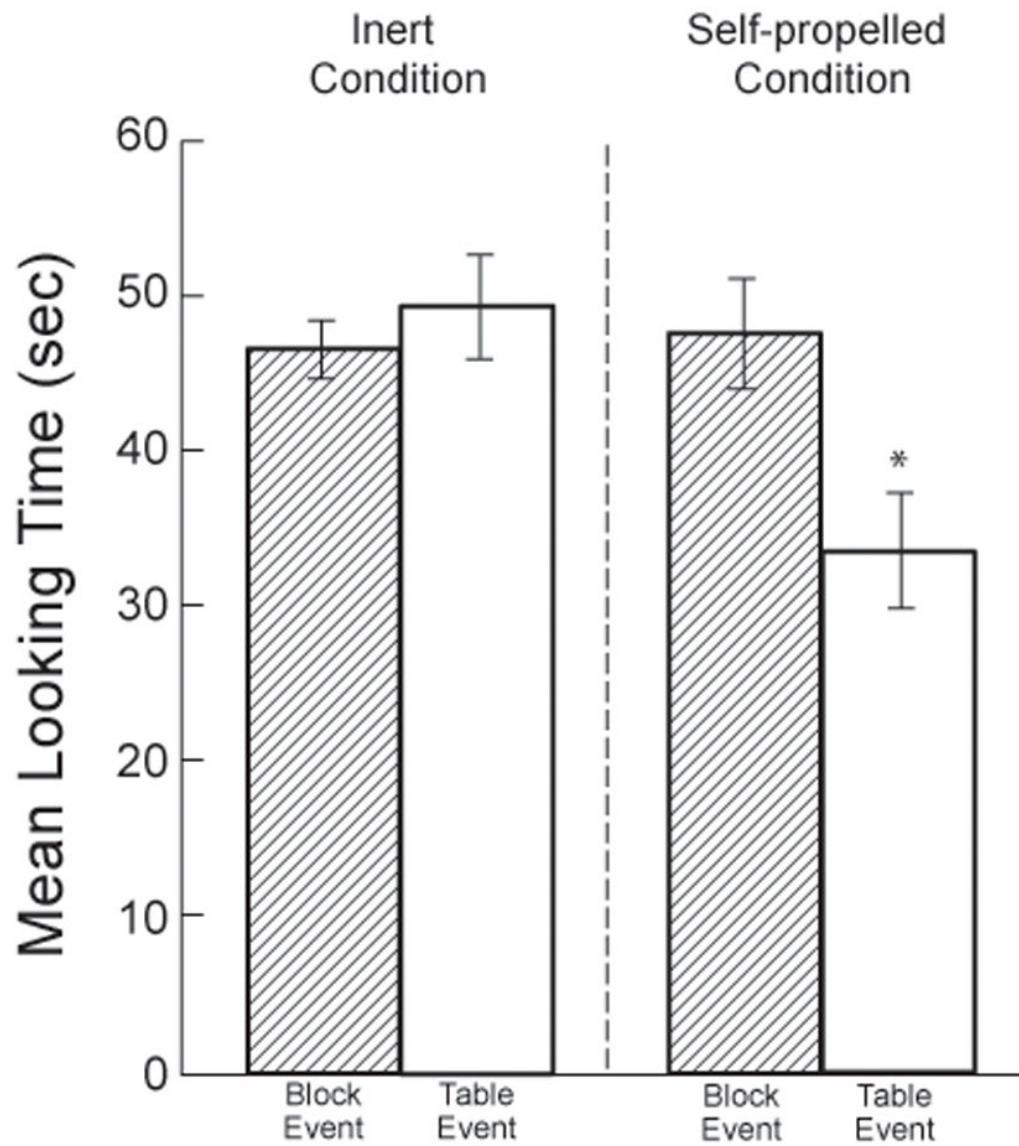 Inert
Condition
Self-propelled
Condition
Mean Looking Time (sec)
60
50
40
30
20
10
0
*
Block
Event
Table
Event
Block
Event
Table
Event